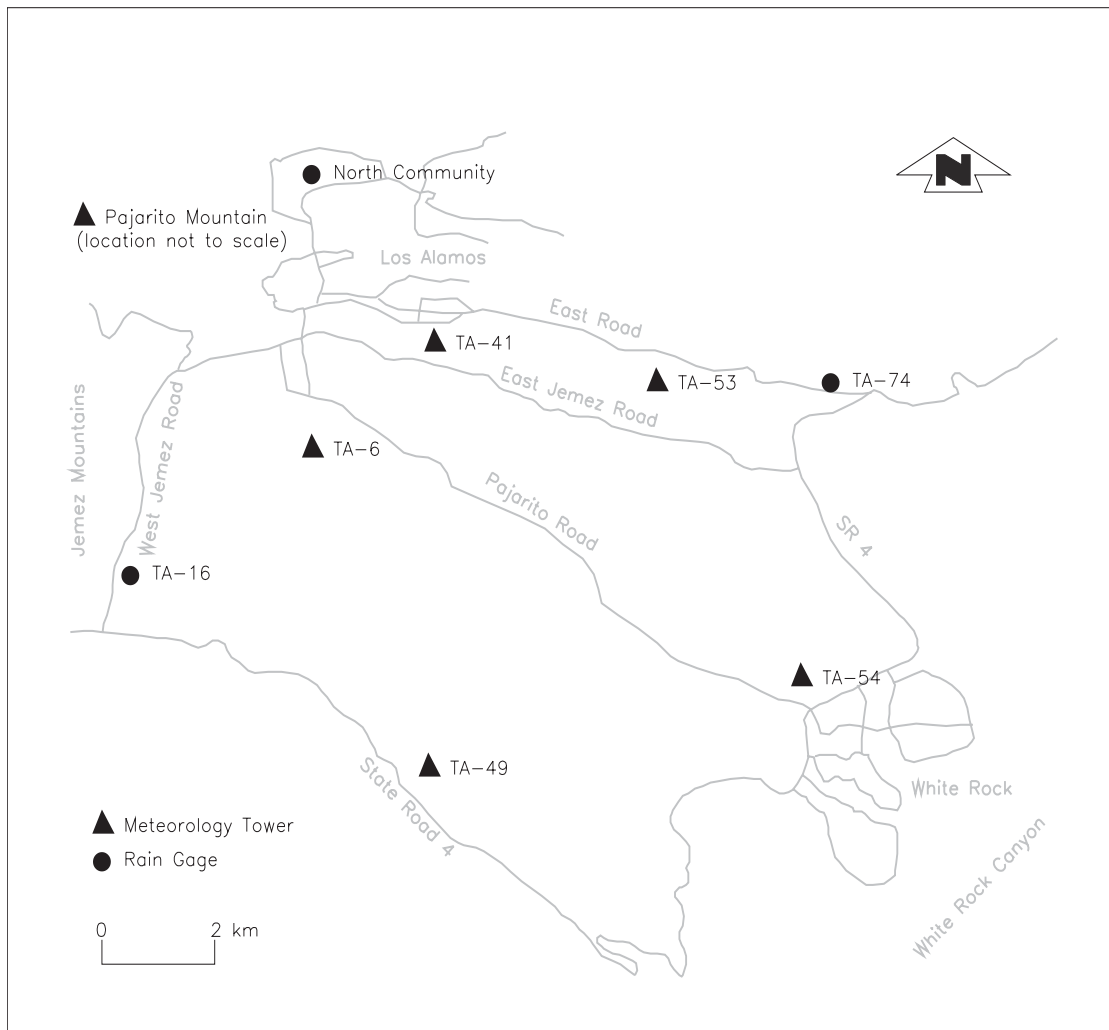 North Community
N
Pajarito Mountain
(location not to scale)
Los Alamos
East Road
TA-41
TA-53
TA-74
East Jemez Road
Jemez Mountains
West Jemez Road
TA-6
Pajarito Road
SR 4
TA-16
TA-54
TA-49
State Road 4
White Rock
White Rock Canyon
Meteorology Tower
Rain Gage
0 2 km